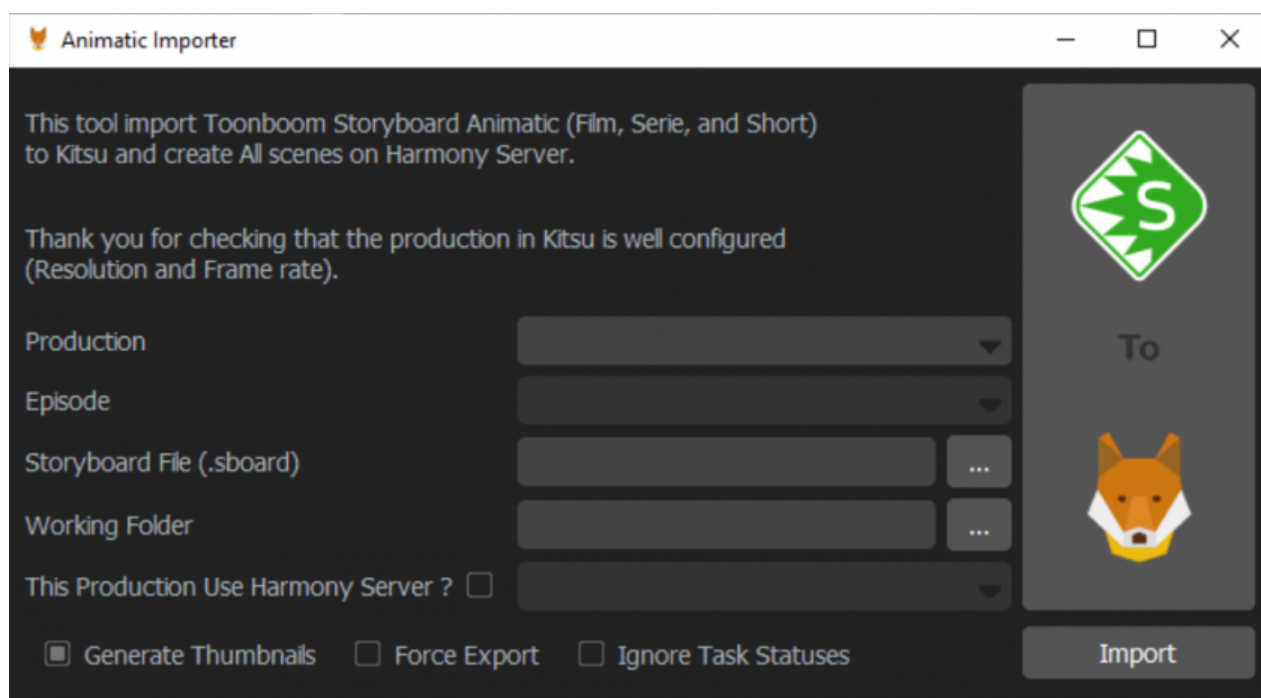 Animatic Importer
This tool import Toonboom Storyboard Animatic (Film, Serie, and Short)
to Kitsu and create All scenes on Harmony Server.
Thank you for checking that the production in Kitsu is well configured
(Resolution and Frame rate).
Production
Episode
Storyboard File (.sboard)
...
Working Folder
...
This Production Use Harmony Server ?
Generate Thumbnails
Force Export
Ignore Task Statuses
S
To
Import